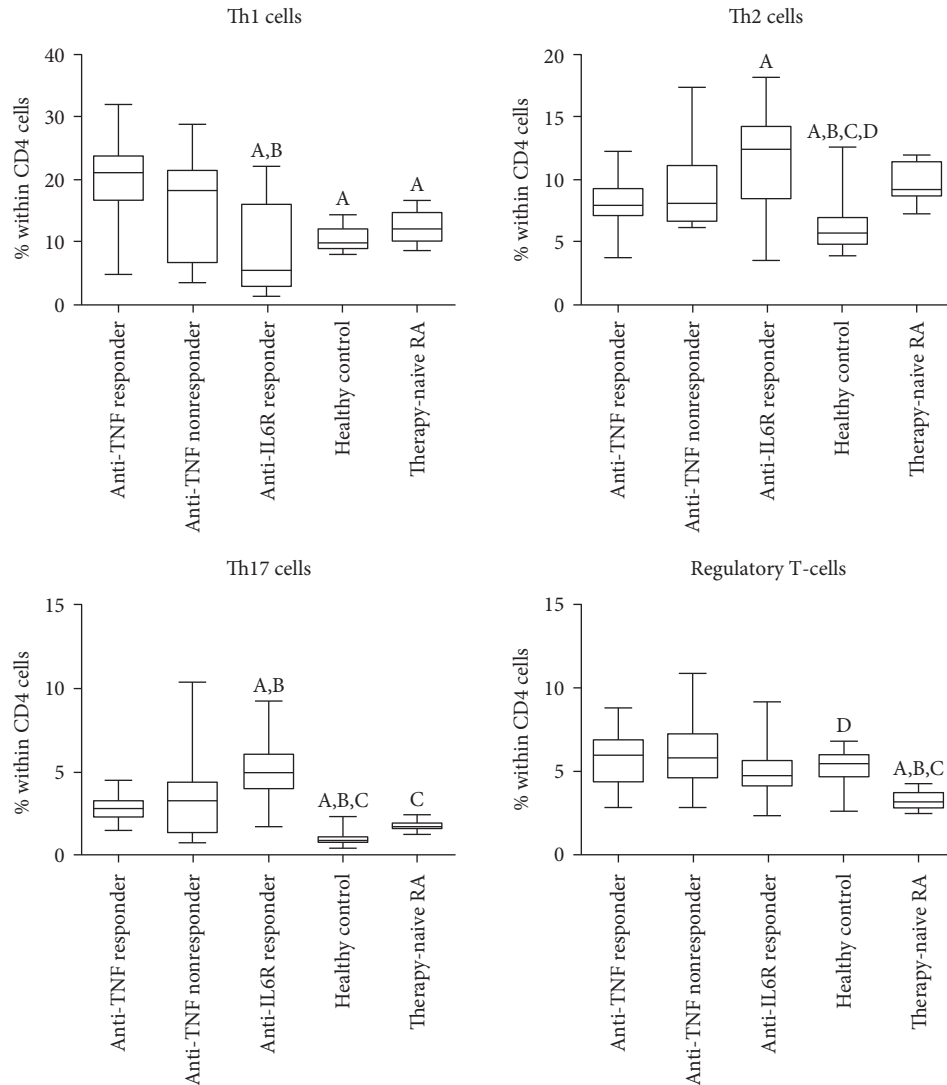 Th1 cells
% within CD4 cells
40
30
20
10
0
A,B
A
A
Anti-TNF responder
Anti-TNF nonresponder
Anti-IL6R responder
Healthy control
Therapy-naive RA
Th2 cells
% within CD4 cells
20
15
10
5
0
A
A,B,C,D
Anti-TNF responder
Anti-TNF nonresponder
Anti-IL6R responder
Healthy control
Therapy-naive RA
Th17 cells
% within CD4 cells
15
10
5
0
A,B
A,B,C
C
Anti-TNF responder
Anti-TNF nonresponder
Anti-IL6R responder
Healthy control
Therapy-naive RA
Regulatory T-cells
% within CD4 cells
15
10
5
0
D
A,B,C
Anti-TNF responder
Anti-TNF nonresponder
Anti-IL6R responder
Healthy control
Therapy-naive RA